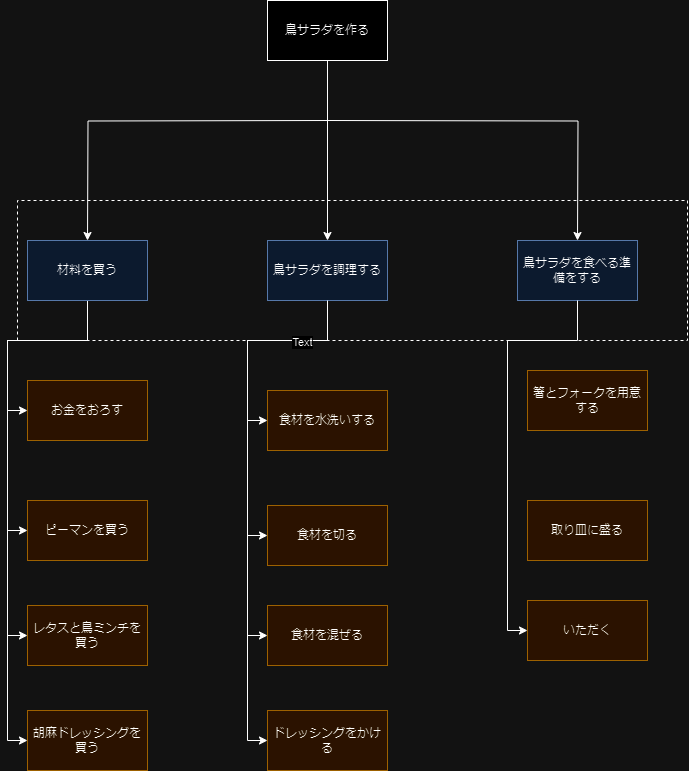 鳥サラダを作る
材料を買う
鳥サラダを調理する
鳥サラダを食べる準
備をする
Text
お金をおろす
食材を水洗いする
箸とフォークを用意
する
ピーマンを買う
食材を切る
取り皿に盛る
レタスと鳥ミンチを
買う
食材を混ぜる
いただく
胡麻ドレッシングを
買う
ドレッシングをかけ
る